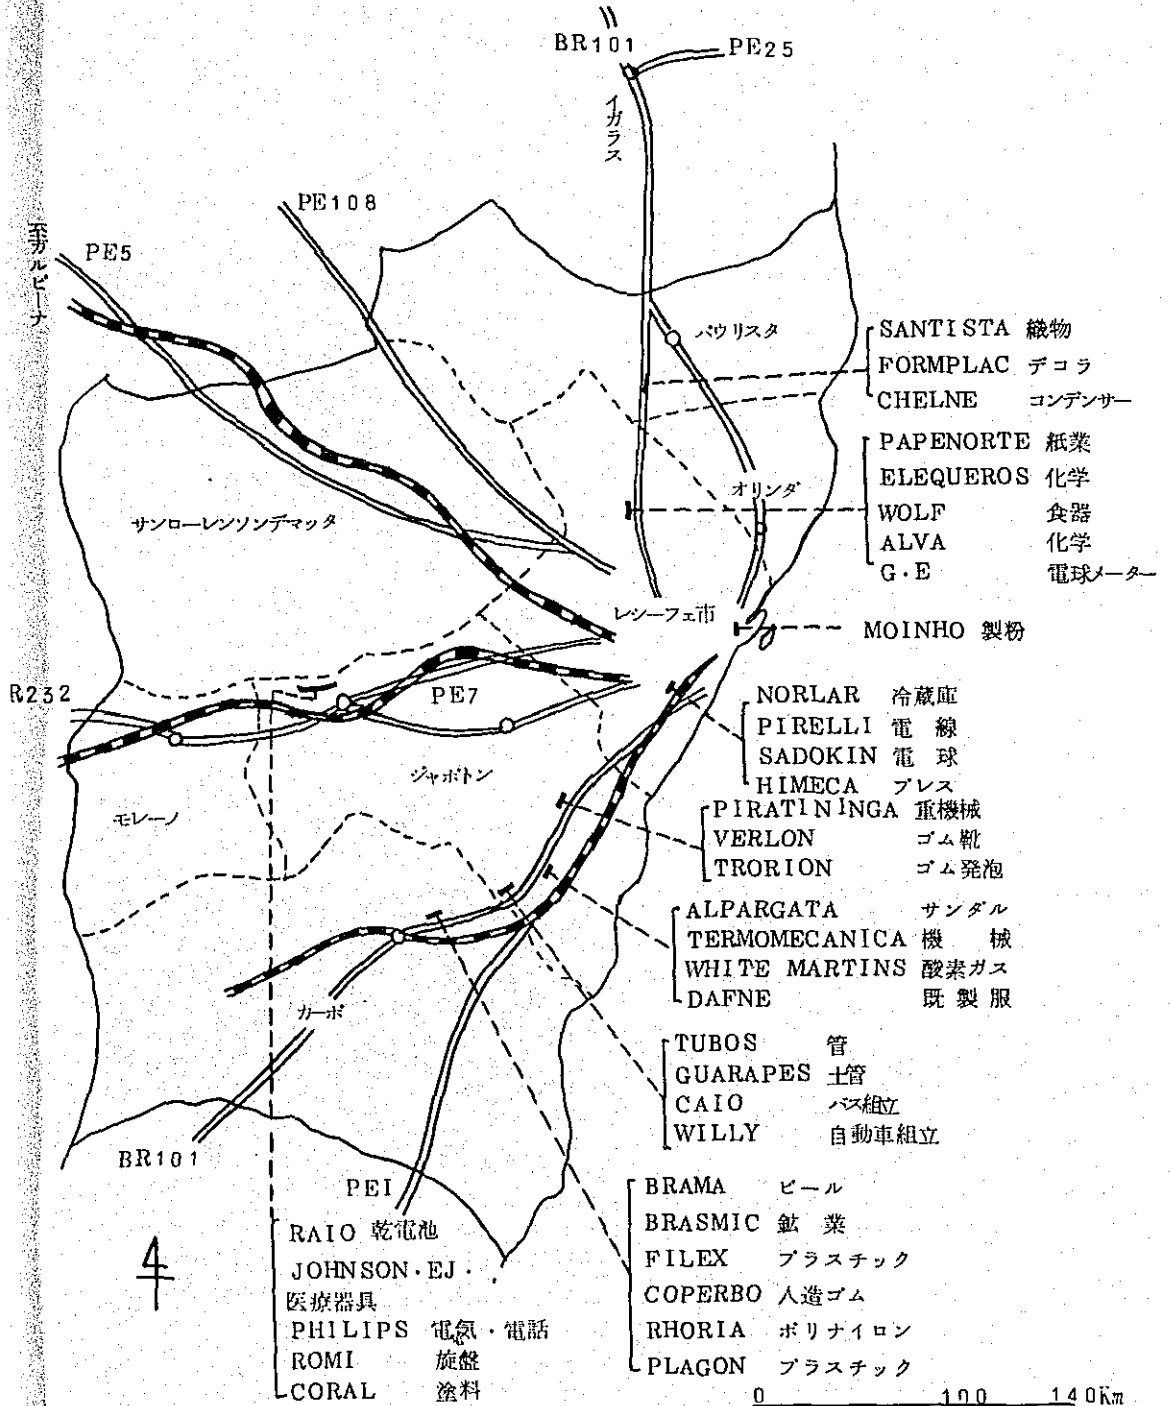 BR101
PE25
イガラス
PE108
至カルピーナ
PE5
パウリスタ
SANTISTA 織物
FORMPLAC デコラ
CHELNE コンデンサー
PAPENORTE 紙業
ELEQUEROS 化学
オリンダ
WOLF 食器
サンローレンソンデマッタ
ALVA 化学
G・E 電球メーター
レシーフェ市
MOINHO 製粉
R232
PE7
NORLAR 冷蔵庫
PIRELLI 電線
SADOKIN 電球
HIMECA プレス
ジャボトン
モレーノ
PIRATININGA 重機械
VERLON ゴム靴
TRORION ゴム発泡
ALPARGATA サンダル
TERMOMECANICA 機械
WHITE MARTINS 酸素ガス
DAFNE 既製服
カーボ
TUBOS 管
GUARAPES 土管
CAIO バス組立
WILLY 自動車組立
BR101
PEI
BRAMA ビール
BRASMIC 鉱業
FILEX プラスチック
COPERBO 人造ゴム
RHORIA ポリナイロン
PLAGON プラスチック
RAIO 乾電池
JOHNSON・EJ・
医療器具
PHILIPS 電気・電話
ROMI 旋盤
CORAL 塗料
0 100 140Km